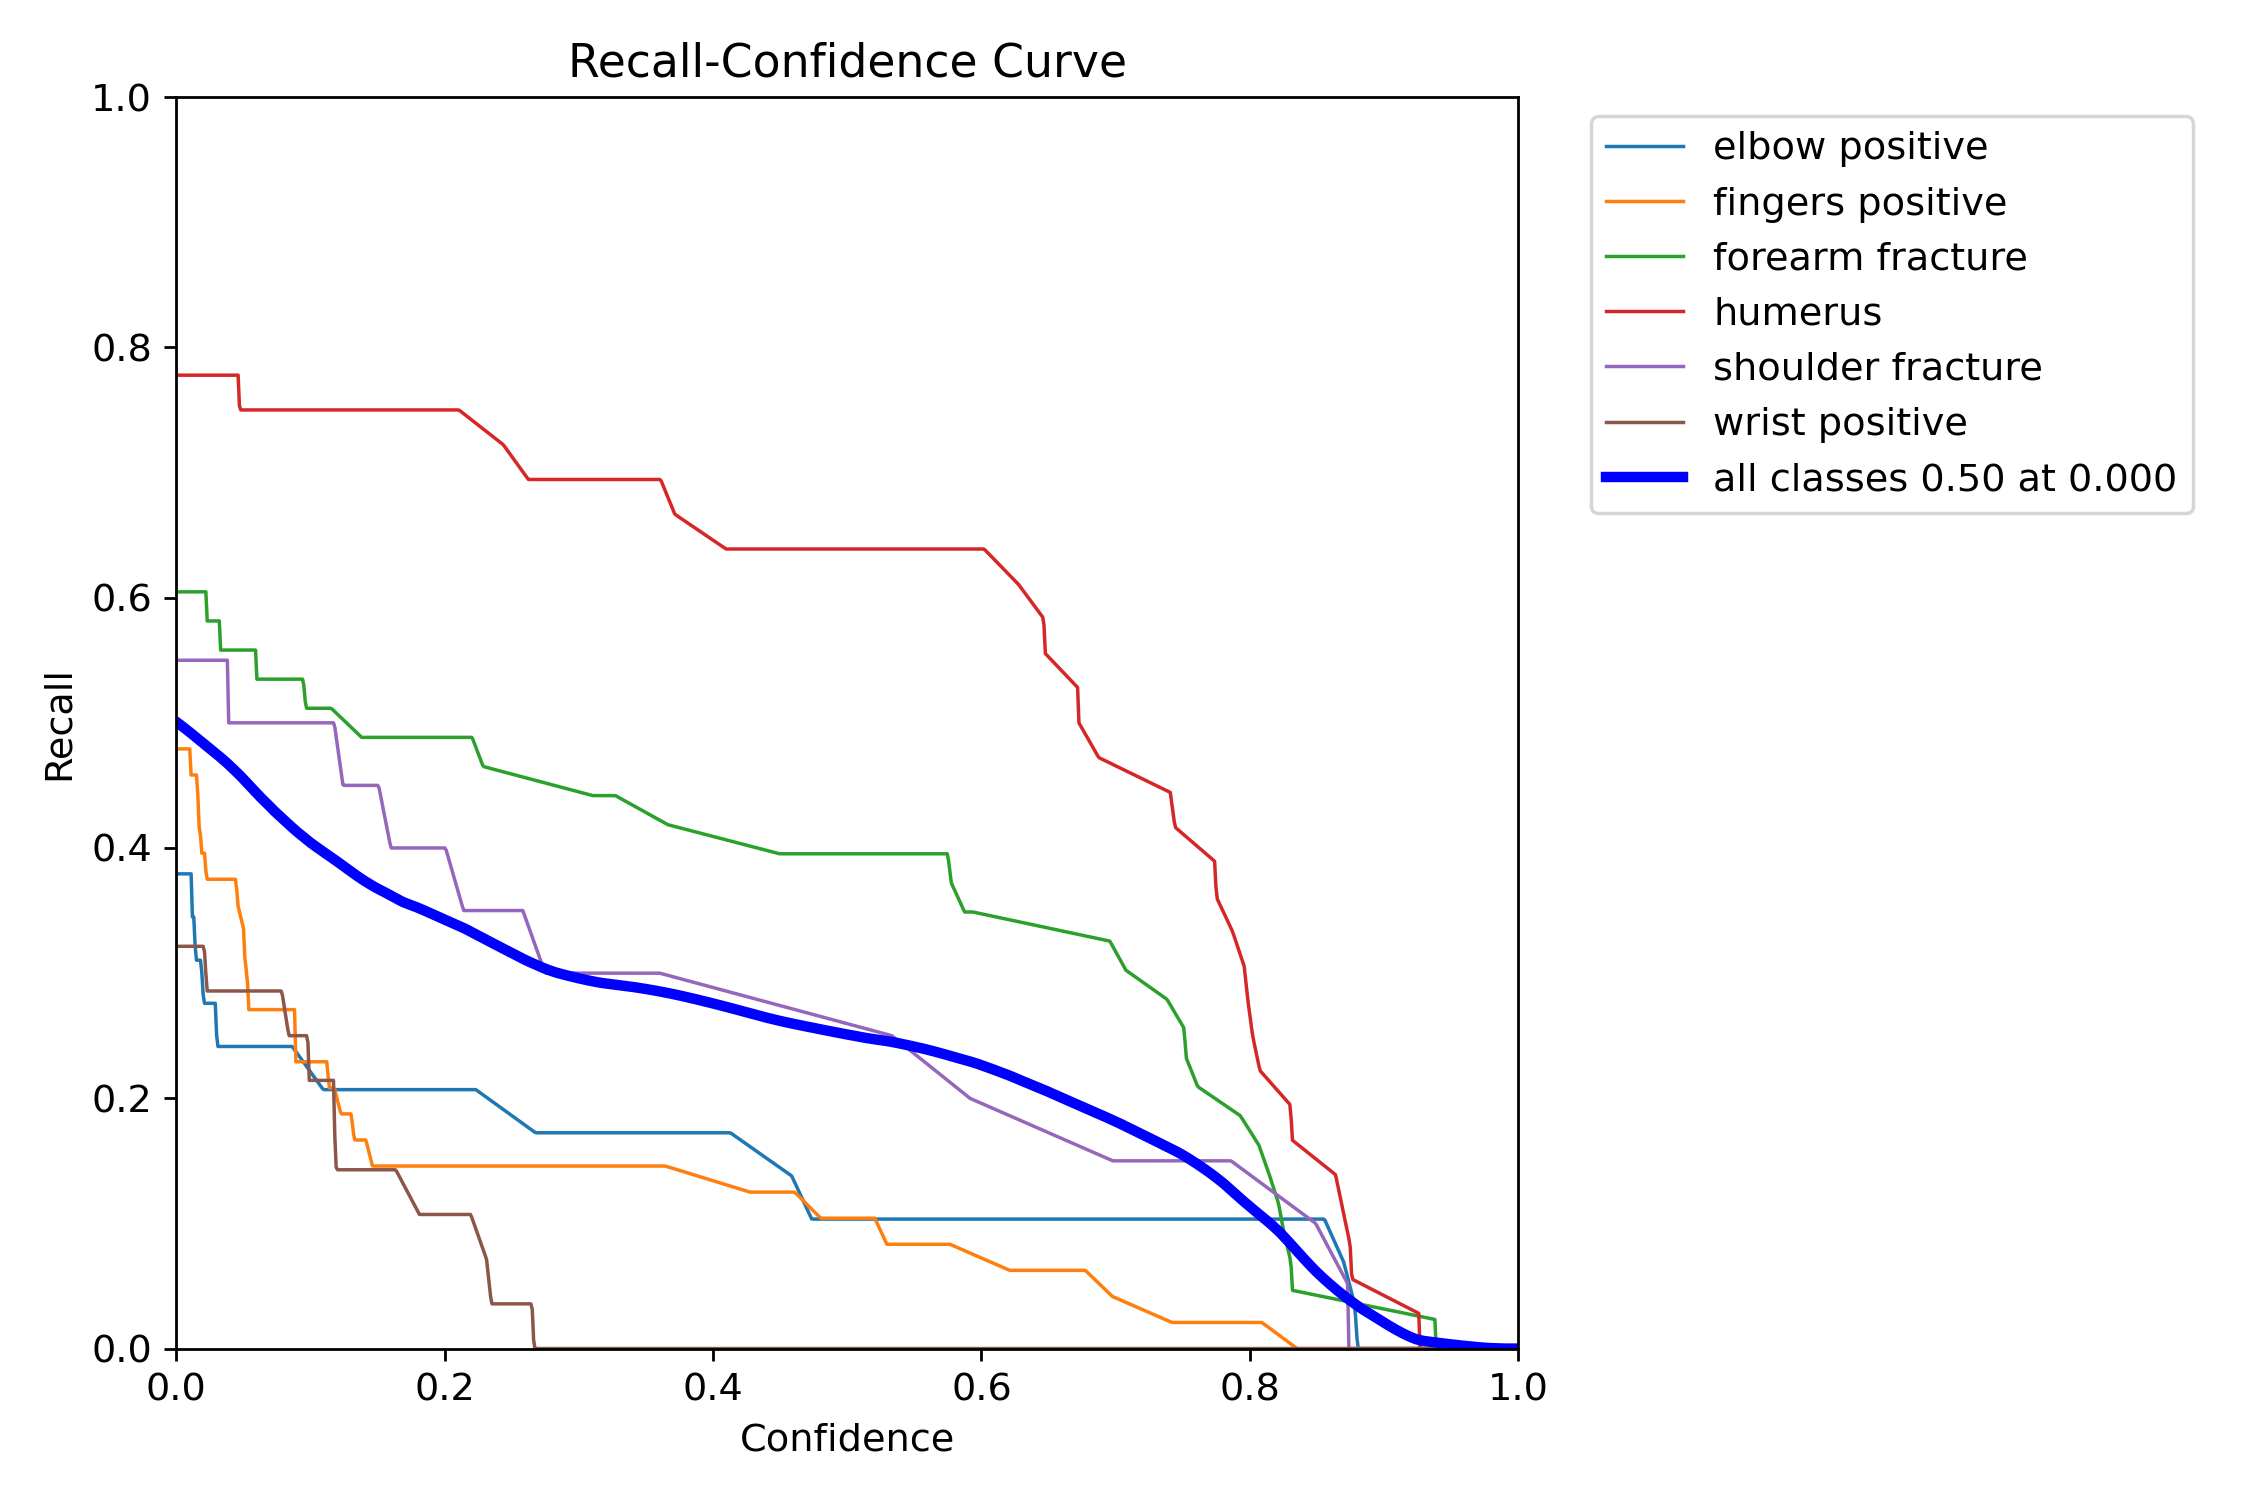 Recall-Confidence Curve
1.0
0.8
0.6
0.4
0.2
0.0
Recall
0.0 0.2 0.4 0.6 0.8 1.0
Confidence
elbow positive
fingers positive
forearm fracture
humerus
shoulder fracture
wrist positive
all classes 0.50 at 0.000